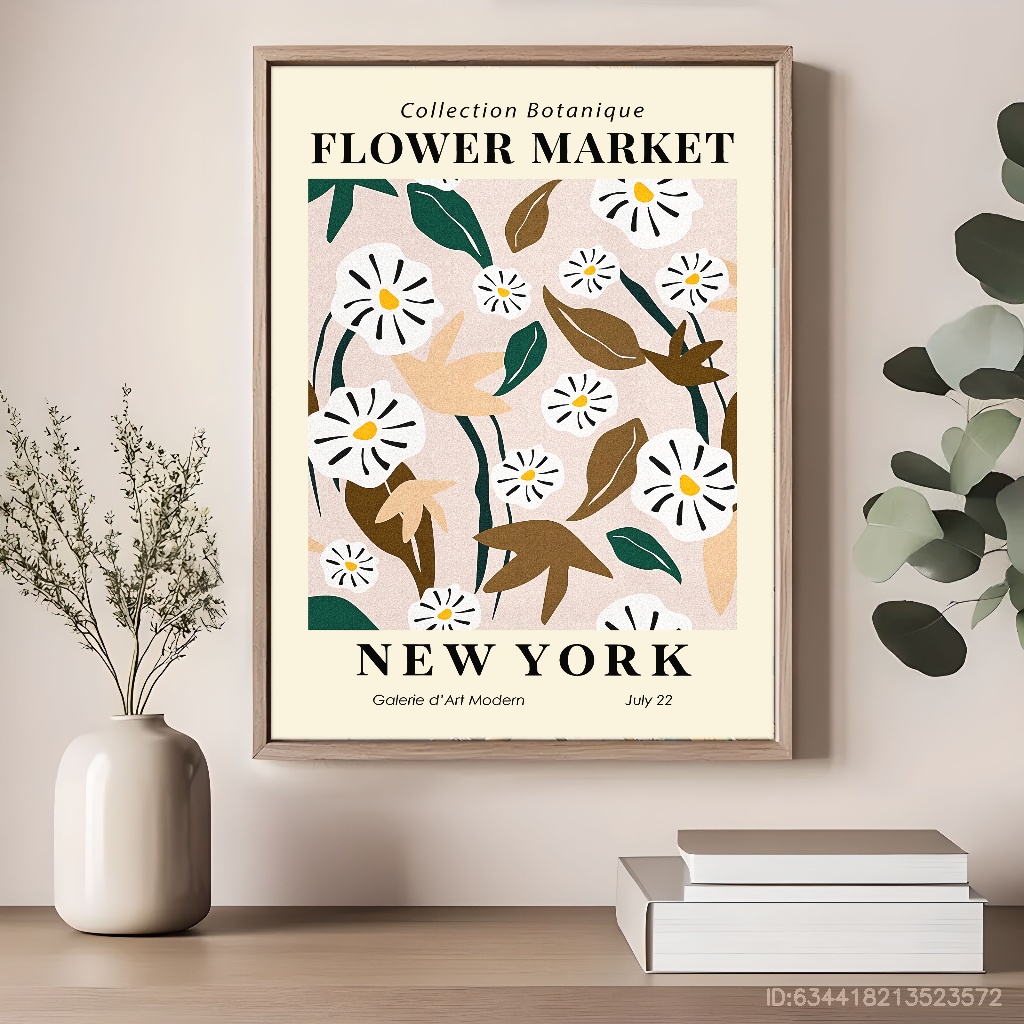 Collection Botanique
FLOWER MARKET
NEW YORK
Galerie d'Art Modern July 22
ID:634418213523572